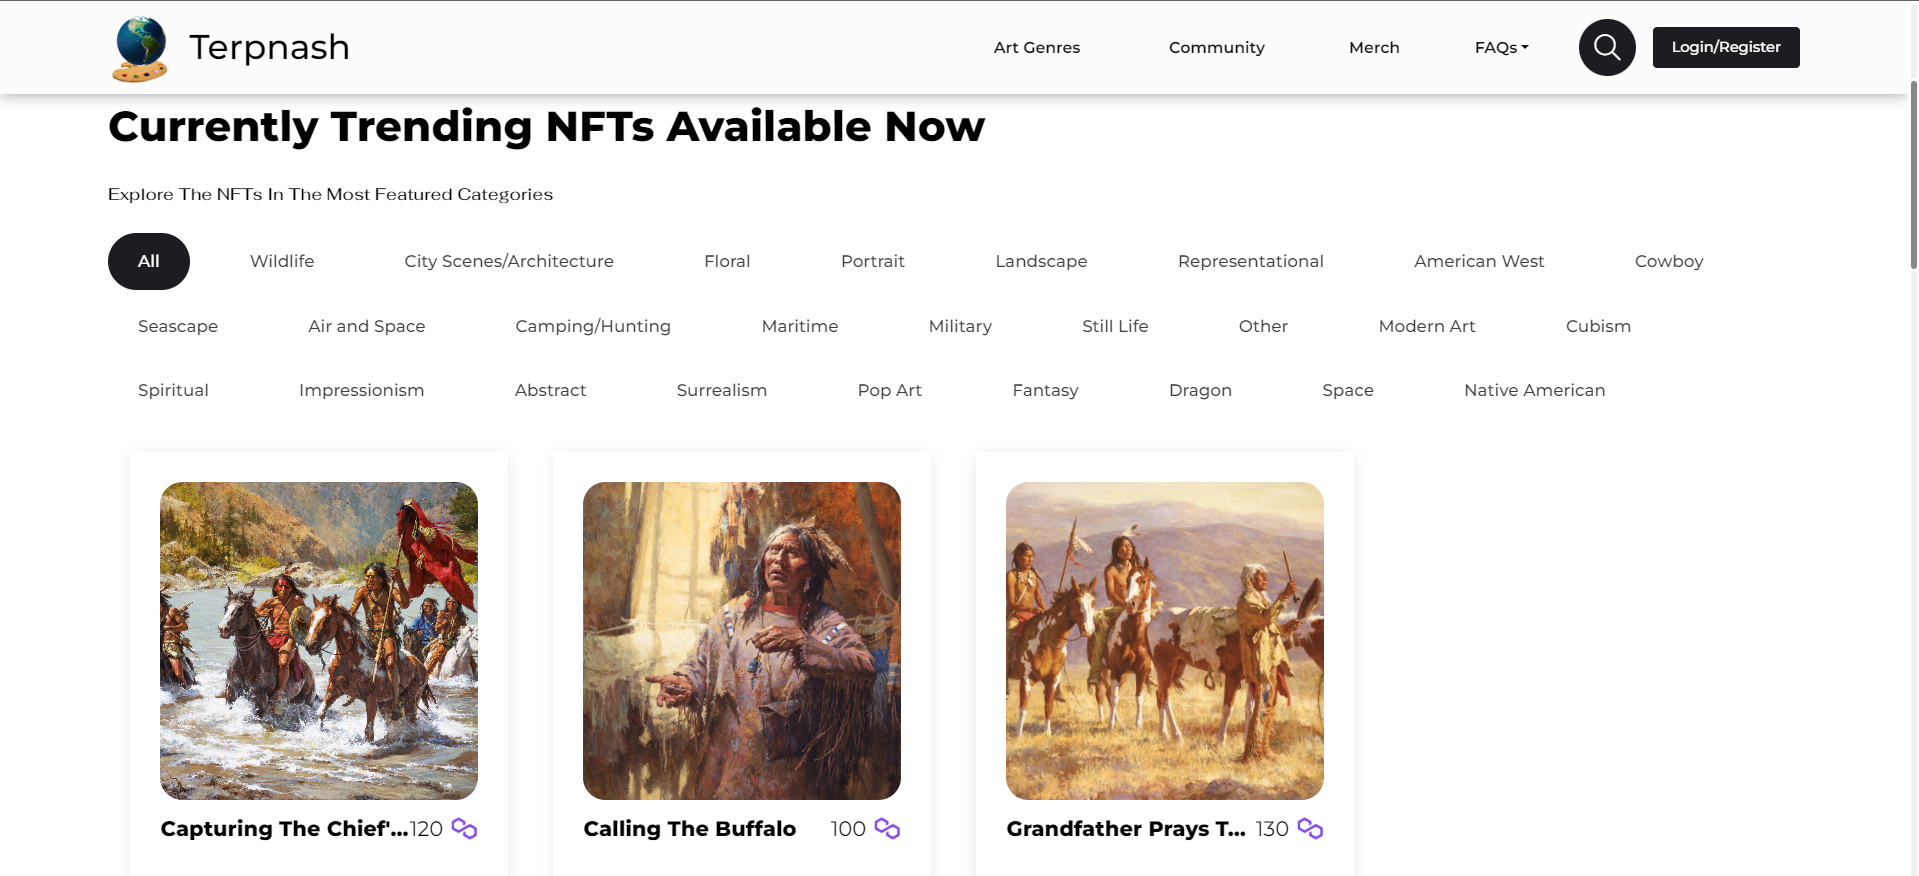 Terpnash
Art Genres Community Merch FAQs Login/Register
Currently Trending NFTs Available Now
Explore The NFTs In The Most Featured Categories
All Wildlife City Scenes/Architecture Floral Portrait Landscape Representational American West Cowboy
Seascape Air and Space Camping/Hunting Maritime Military Still Life Other Modern Art Cubism
Spiritual Impressionism Abstract Surrealism Pop Art Fantasy Dragon Space Native American
Capturing The Chief'... 120
Calling The Buffalo 100
Grandfather Prays T... 130